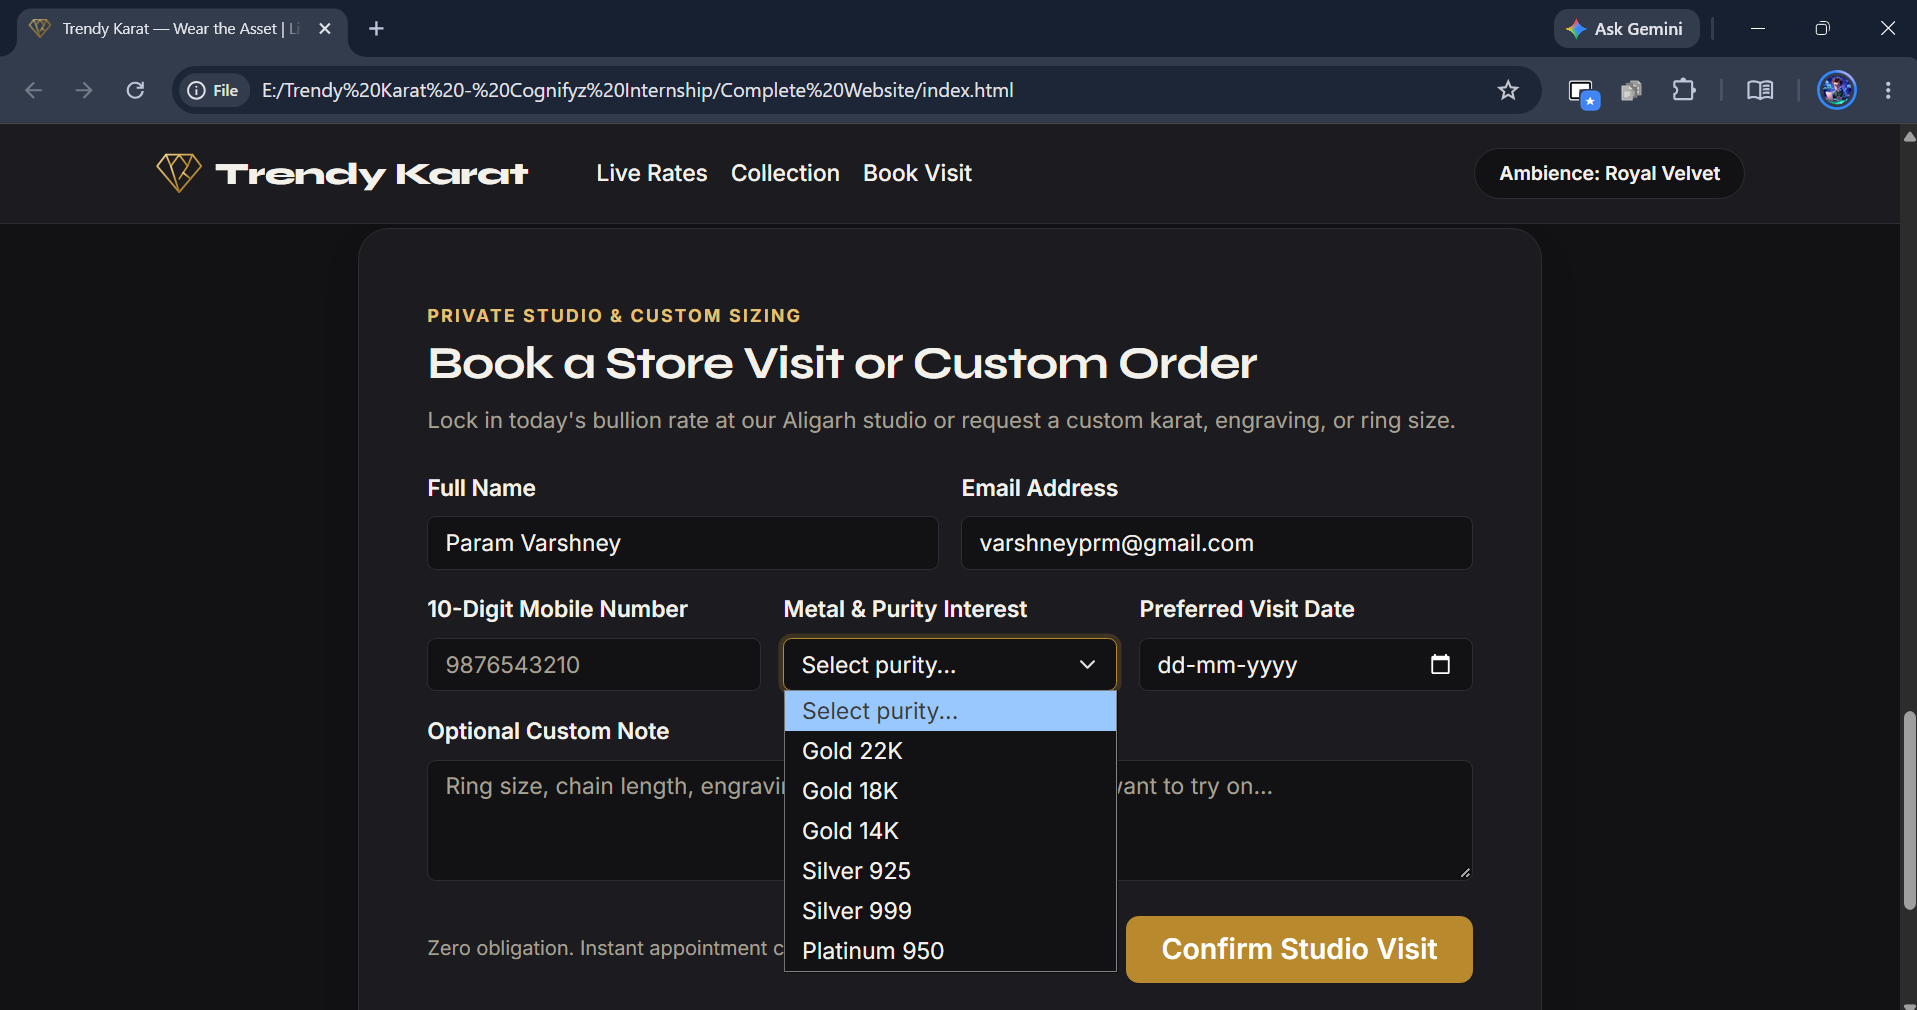 Trendy Karat — Wear the Asset | Li
Ask Gemini
File
E:/Trendy%20Karat%20-%20Cognifyz%20Internship/Complete%20Website/index.html
Trendy Karat
Live Rates
Collection
Book Visit
Ambience: Royal Velvet
PRIVATE STUDIO & CUSTOM SIZING
Book a Store Visit or Custom Order
Lock in today's bullion rate at our Aligarh studio or request a custom karat, engraving, or ring size.
Full Name
Email Address
Param Varshney
varshneyprm@gmail.com
10-Digit Mobile Number
Metal & Purity Interest
Preferred Visit Date
9876543210
Select purity...
dd-mm-yyyy
Select purity...
Gold 22K
Gold 18K
Gold 14K
Silver 925
Silver 999
Platinum 950
Optional Custom Note
Ring size, chain length, engravin
want to try on...
Zero obligation. Instant appointment c
Confirm Studio Visit